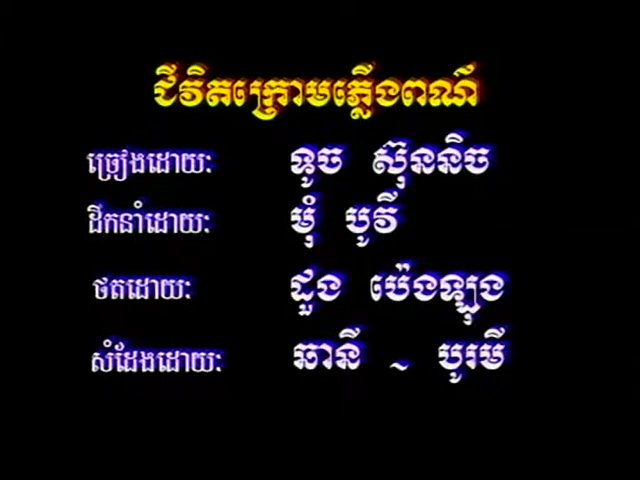 ជីវិតក្រោមភ្លើងពណ៌
ច្រៀងដោយៈ ទូច ស៊ុននិច
ដឹកនាំដោយៈ មុំ បូវី
ថតដោយៈ ដួង ប៉េងឡុង
សំដែងដោយៈ ឆានី ~ បូរមី